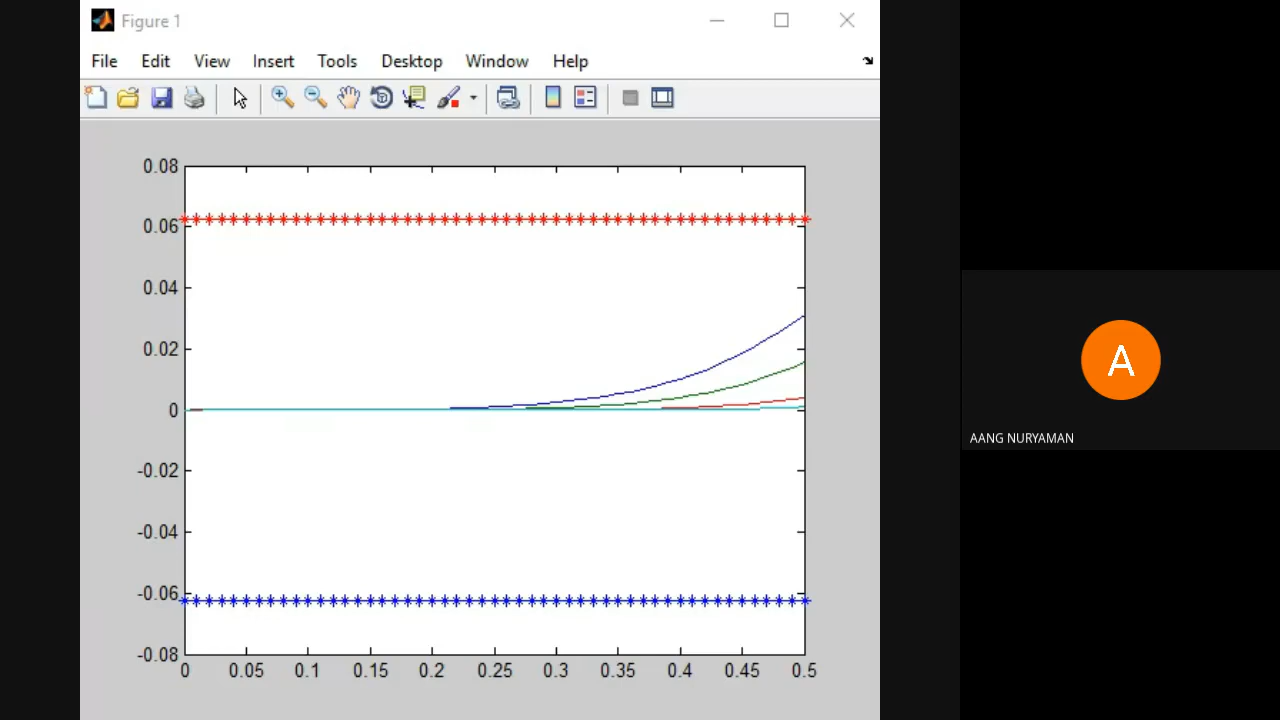 Figure 1
File Edit View Insert Tools Desktop Window Help
0.08
0.06
0.04
0.02
0
-0.02
-0.04
-0.06
-0.08
0 0.05 0.1 0.15 0.2 0.25 0.3 0.35 0.4 0.45 0.5
A
AANG NURYAMAN